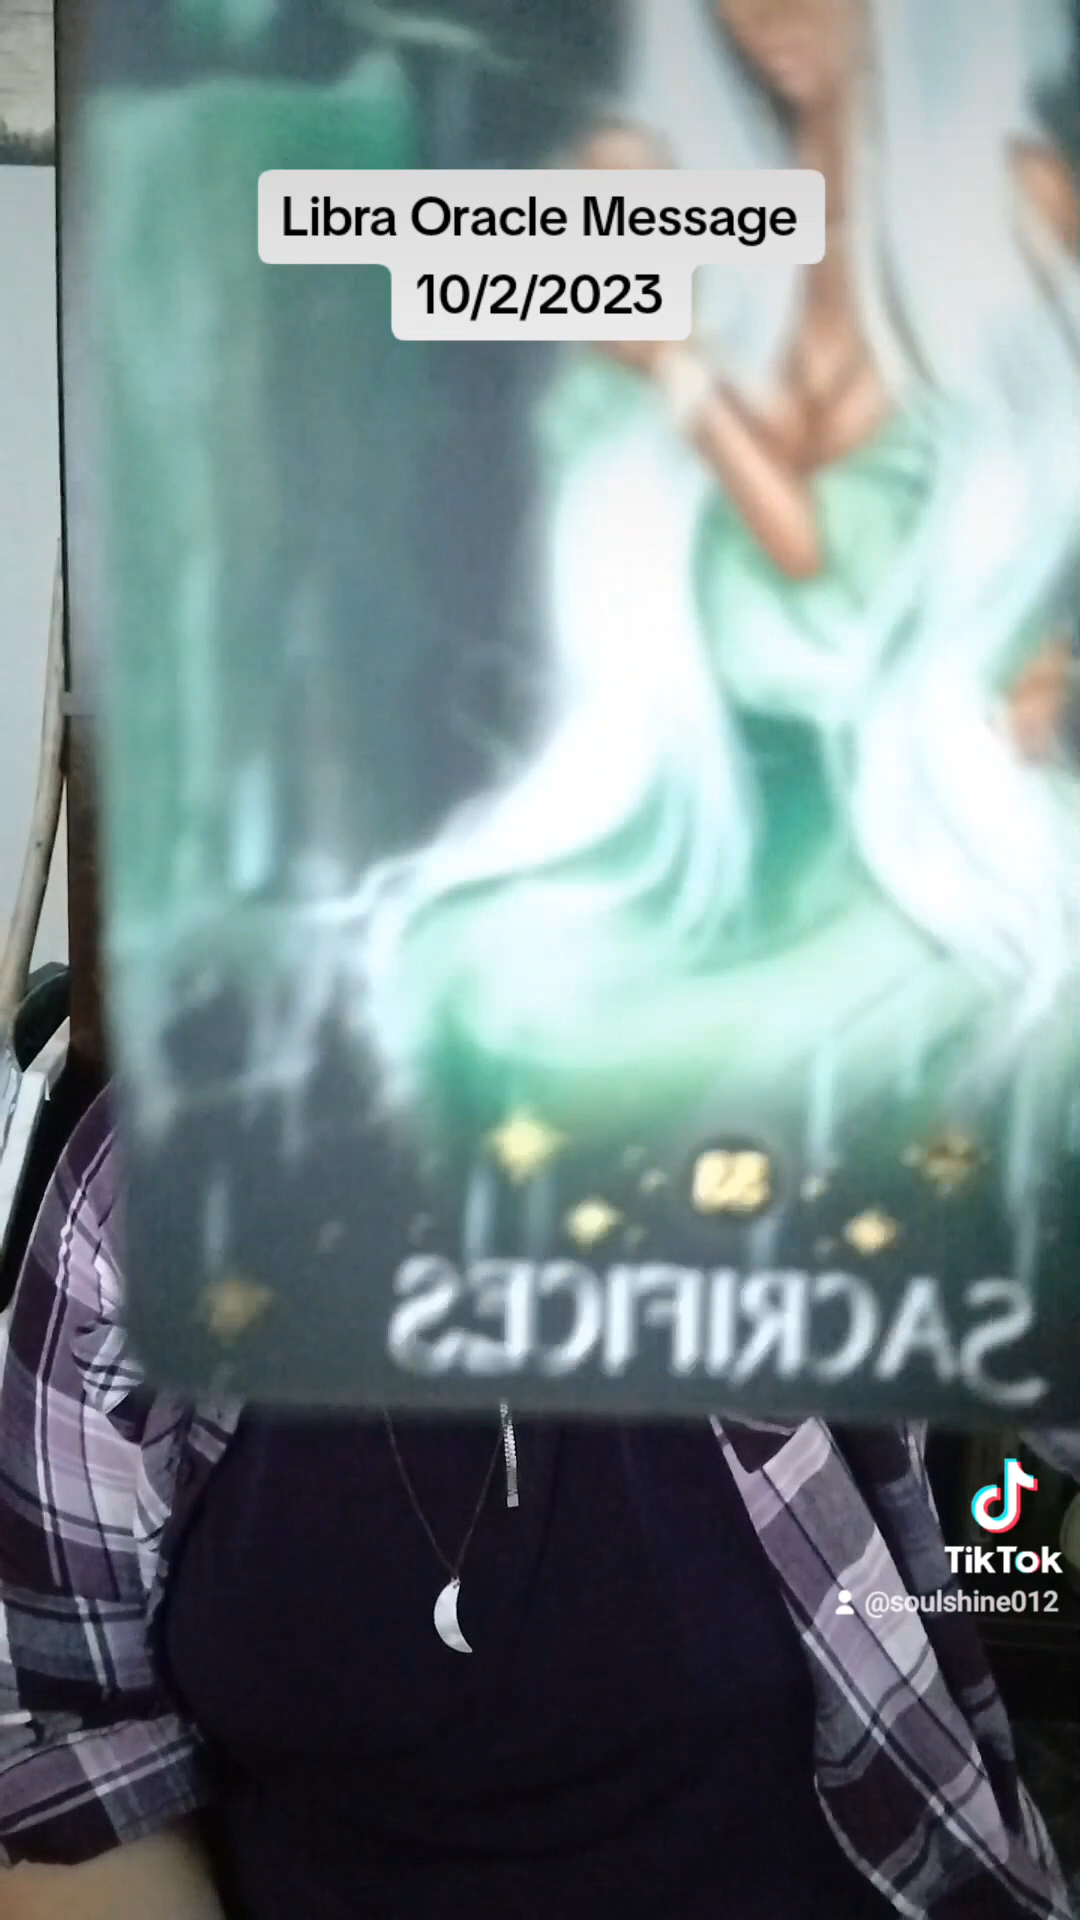 Libra Oracle Message
10/2/2023
SACRIFICES
TikTok
@soulshine012